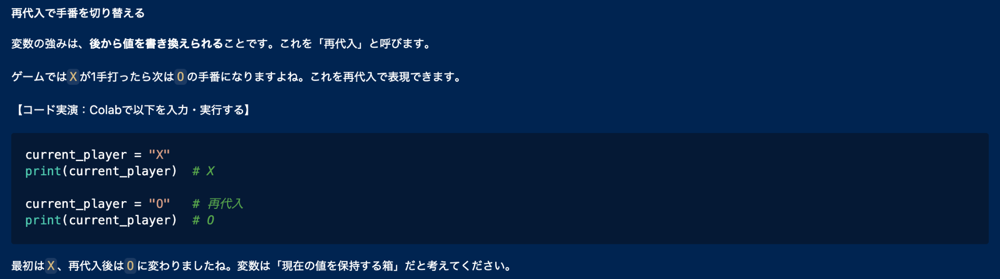 再代入で手番を切り替える
変数の強みは、後から値を書き換えられることです。これを「再代入」と呼びます。
ゲームではXが1手打ったら次はOの手番になりますよね。これを再代入で表現できます。
【コード実演：Colabで以下を入力・実行する】
current_player = "X"
print(current_player)  # X
current_player = "O"   # 再代入
print(current_player)  # O
最初はX、再代入後はOに変わりましたね。変数は「現在の値を保持する箱」だと考えてください。